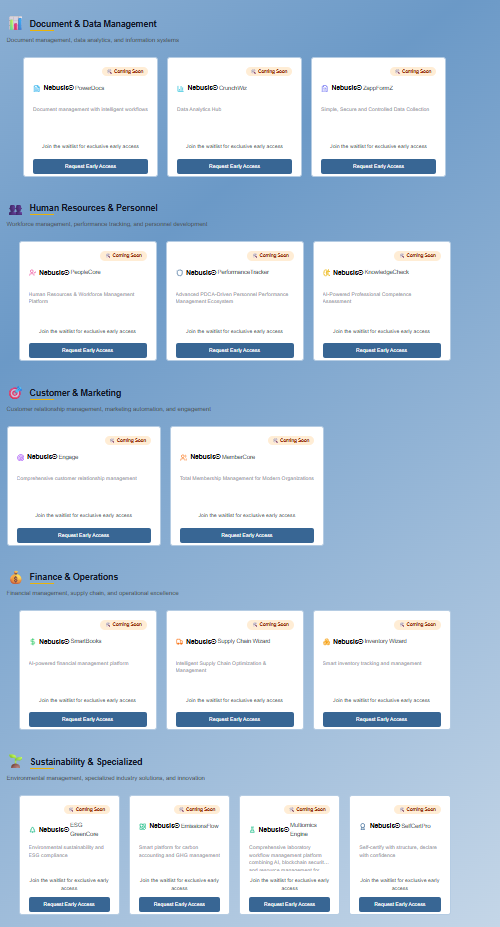 Document & Data Management
Document management, data analytics, and information systems
Coming Soon
Coming Soon
Coming Soon
Nebusis® PowerDocs
Nebusis® CrunchWiz
Nebusis® ZappFormZ
Document management with intelligent workflows
Data Analytics Hub
Simple, Secure and Controlled Data Collection
Join the waitlist for exclusive early access
Join the waitlist for exclusive early access
Join the waitlist for exclusive early access
Request Early Access
Request Early Access
Request Early Access
Human Resources & Personnel
Workforce management, performance tracking, and personnel development
Coming Soon
Coming Soon
Coming Soon
Nebusis® PeopleCore
Nebusis® PerformanceTracker
Nebusis® KnowledgeCheck
Human Resources & Workforce Management
Platform
Advanced PDCA-Driven Personnel Performance
Management Ecosystem
AI-Powered Professional Competence
Assessment
Join the waitlist for exclusive early access
Join the waitlist for exclusive early access
Join the waitlist for exclusive early access
Request Early Access
Request Early Access
Request Early Access
Customer & Marketing
Customer relationship management, marketing automation, and engagement
Coming Soon
Coming Soon
Nebusis® Engage
Nebusis® MemberCore
Comprehensive customer relationship management
Total Membership Management for Modern Organizations
Join the waitlist for exclusive early access
Join the waitlist for exclusive early access
Request Early Access
Request Early Access
Finance & Operations
Financial management, supply chain, and operational excellence
Coming Soon
Coming Soon
Coming Soon
Nebusis® SmartBooks
Nebusis® Supply Chain Wizard
Nebusis® Inventory Wizard
AI-powered financial management platform
Intelligent Supply Chain Optimization &
Management
Smart inventory tracking and management
Join the waitlist for exclusive early access
Join the waitlist for exclusive early access
Join the waitlist for exclusive early access
Request Early Access
Request Early Access
Request Early Access
Sustainability & Specialized
Environmental management, specialized industry solutions, and innovation
Coming Soon
Coming Soon
Coming Soon
Coming Soon
Nebusis® ESG
GreenCore
Nebusis® EmissionsFlow
Nebusis® Multiomics
Engine
Nebusis® SelfCertPro
Environmental sustainability and
ESG compliance
Smart platform for carbon
accounting and GHG management
Comprehensive laboratory
workflow management platform
combining AI, blockchain securit...
Self-certify with structure, declare
with confidence
Join the waitlist for exclusive early
access
Join the waitlist for exclusive early
access
Join the waitlist for exclusive early
access
Join the waitlist for exclusive early
access
Request Early Access
Request Early Access
Request Early Access
Request Early Access